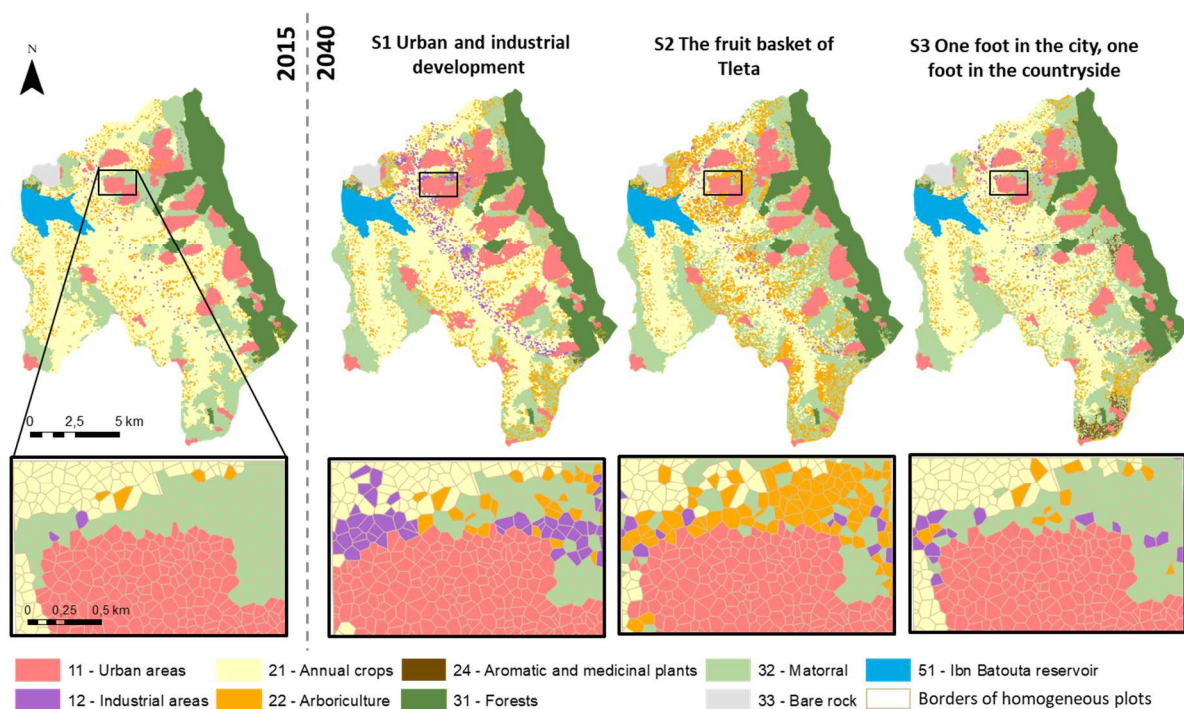 N
2015
2040
S1 Urban and industrial
development
S2 The fruit basket of
Tleta
S3 One foot in the city, one
foot in the countryside
0 2,5 5 km
0 0,25 0,5 km
11 - Urban areas
21 - Annual crops
24 - Aromatic and medicinal plants
32 - Matorral
51 - Ibn Batouta reservoir
12 - Industrial areas
22 - Arboriculture
31 - Forests
33 - Bare rock
Borders of homogeneous plots